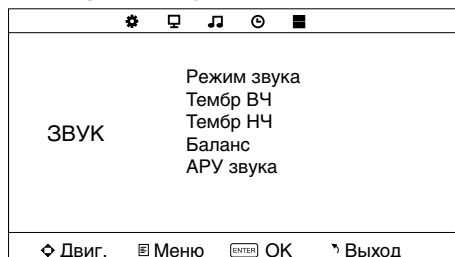 Режим звука
Тембр ВЧ
Тембр НЧ
ЗВУК
Баланс
АРУ звука
Двиг. Меню ENTER OK Выход